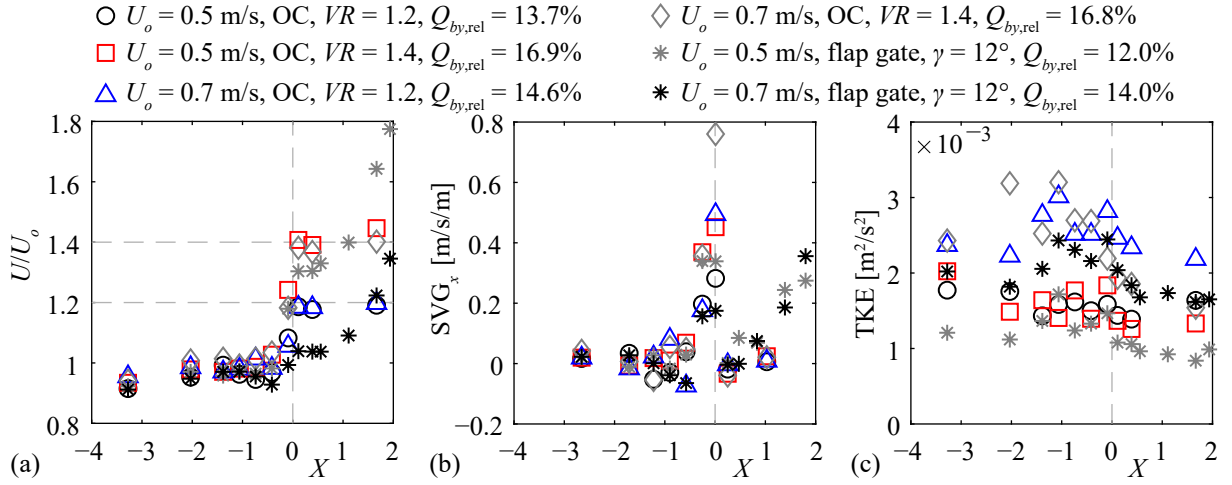 U_o = 0.5 m/s, OC, VR = 1.2, Q_by,rel = 13.7%
U_o = 0.5 m/s, OC, VR = 1.4, Q_by,rel = 16.9%
U_o = 0.7 m/s, OC, VR = 1.2, Q_by,rel = 14.6%
U_o = 0.7 m/s, OC, VR = 1.4, Q_by,rel = 16.8%
U_o = 0.5 m/s, flap gate, γ = 12°, Q_by,rel = 12.0%
U_o = 0.7 m/s, flap gate, γ = 12°, Q_by,rel = 14.0%
1.8
1.6
1.4
1.2
1
0.8
U/U_o
−4 −3 −2 −1 0 1 2
(a)
X
0.8
0.6
0.4
0.2
0
−0.2
SVG_x [m/s/m]
−4 −3 −2 −1 0 1 2
(b)
X
× 10⁻³
4
3
2
1
0
TKE [m²/s²]
−4 −3 −2 −1 0 1 2
(c)
X